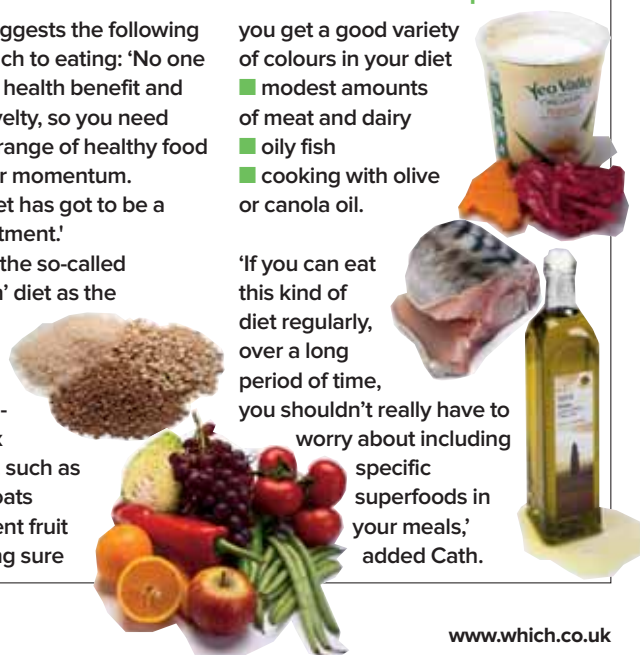 ggests the following
ch to eating: ‘No one
health benefit and
velty, so you need
range of healthy food
r momentum.
et has got to be a
tment.'
the so-called
n’ diet as the
-
such as
oats
ent fruit
ng sure
you get a good variety
of colours in your diet
■ modest amounts
of meat and dairy
■ oily fish
■ cooking with olive
or canola oil.
‘If you can eat
this kind of
diet regularly,
over a long
period of time,
you shouldn’t really have to
worry about including
specific
superfoods in
your meals,’
added Cath.
Yeo Valley
ORGANIC
www.which.co.uk